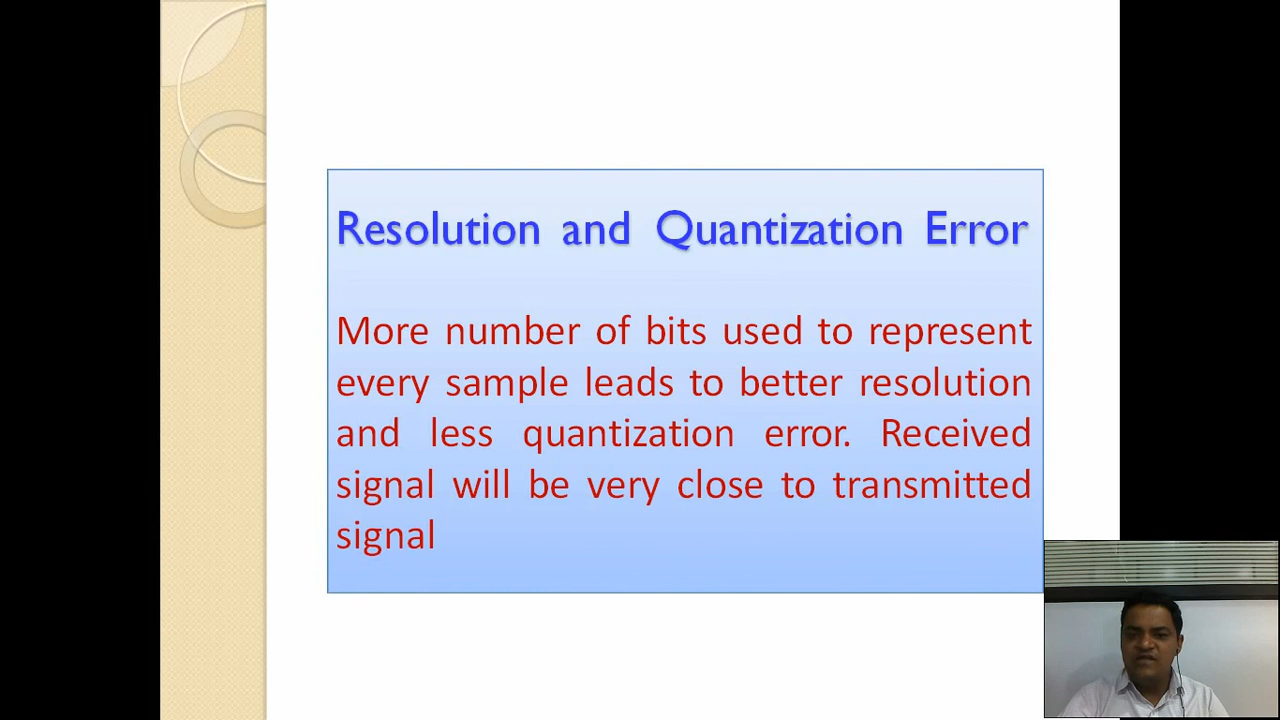 Resolution and Quantization Error
More number of bits used to represent
every sample leads to better resolution
and less quantization error. Received
signal will be very close to transmitted
signal